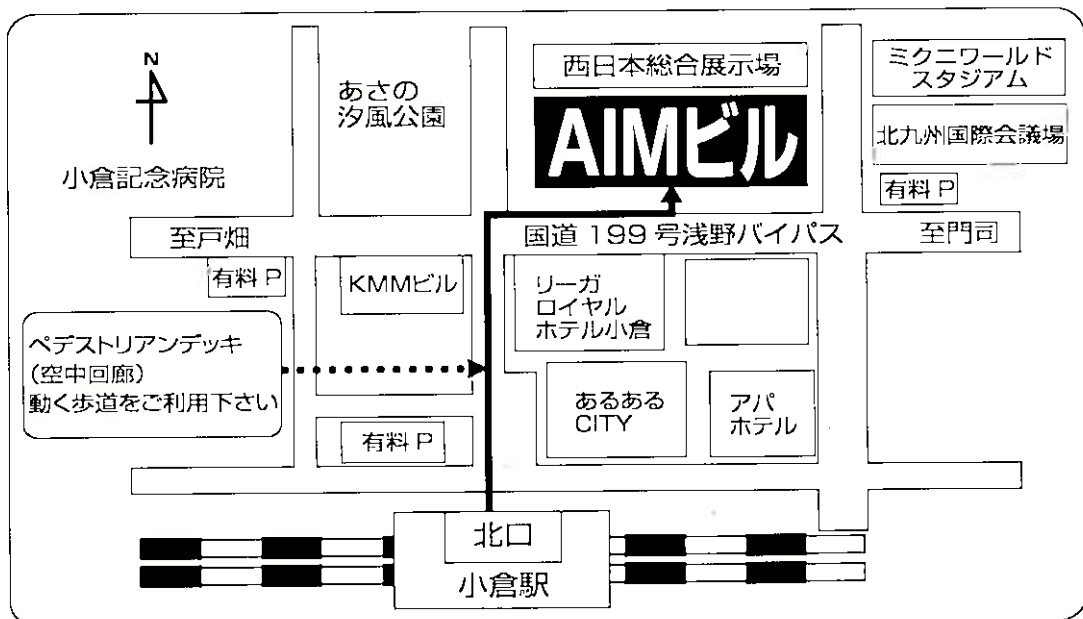 N
西日本総合展示場
ミクニワールド
スタジアム
あさの
汐風公園
AIMビル
北九州国際会議場
小倉記念病院
有料 P
至戸畑
国道 199 号浅野バイパス
至門司
有料 P
KMMビル
リーガ
ロイヤル
ホテル小倉
ペデストリアンデッキ
(空中回廊)
動く歩道をご利用下さい
あるある
CITY
アパ
ホテル
有料 P
北口
小倉駅